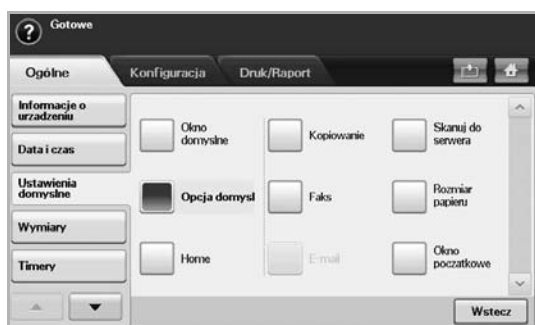 Gotowe
Ogólne
Konfiguracja
Druk/Raport
Informacje o
urzadzeniu
Data i czas
Ustawienia
domyslne
Wymiary
Timery
Okno
domyslne
Kopiowanie
Skanuj do
serwera
Opcja domysl
Faks
Rozmiar
papieru
Home
E-mail
Okno
poczatkowe
Wstecz